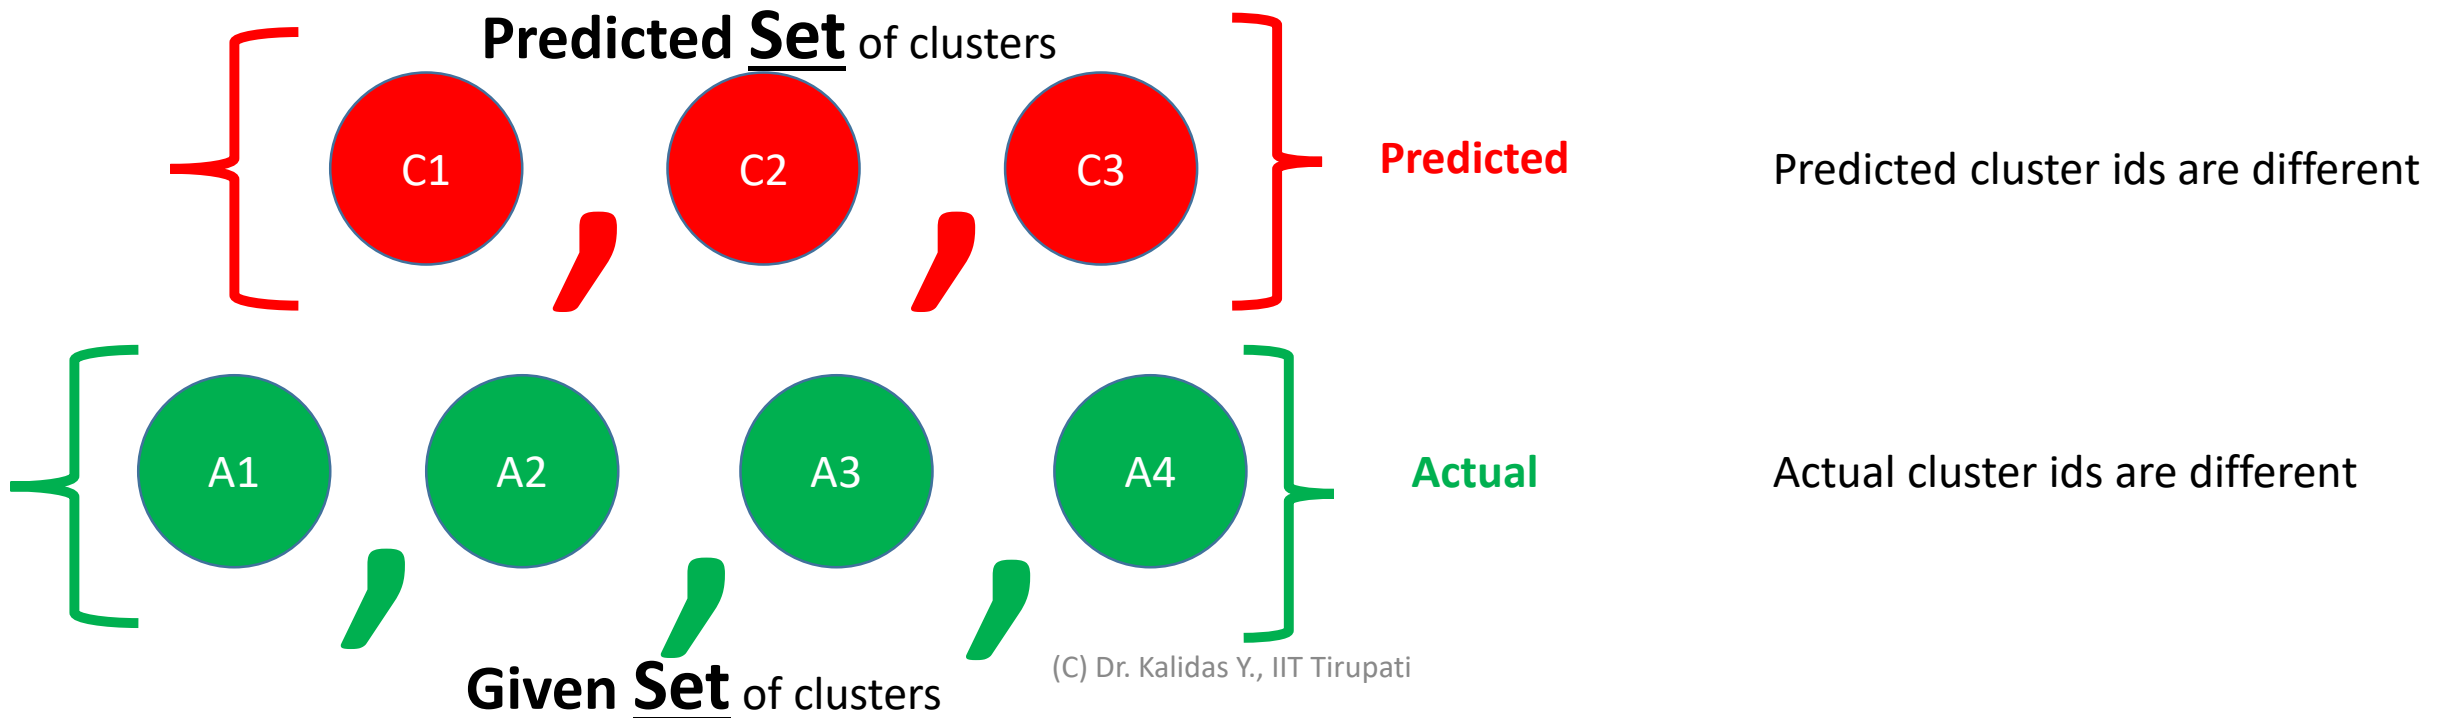 Predicted Set of clusters
C1 , C2 , C3
Predicted
Predicted cluster ids are different
A1 , A2 , A3 , A4
Actual
Actual cluster ids are different
(C) Dr. Kalidas Y., IIT Tirupati
Given Set of clusters